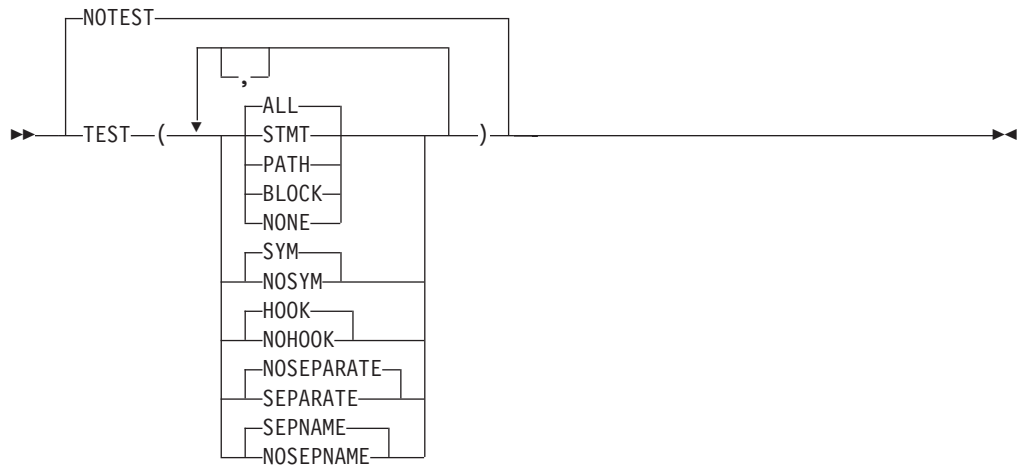 NOTEST
,
ALL
TEST ( STMT )
PATH
BLOCK
NONE
SYM
NOSYM
HOOK
NOHOOK
NOSEPARATE
SEPARATE
SEPNAME
NOSEPNAME